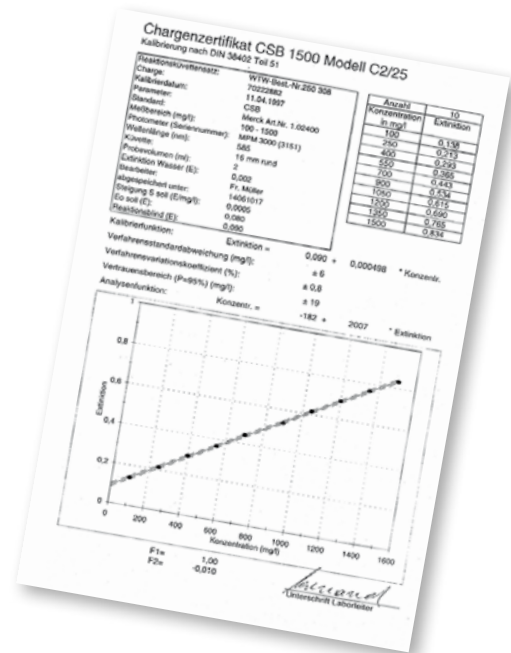 Chargenzertifikat CSB 1500 Modell C2/25
Kalibrierung nach DIN 38402 Teil 51
Reaktionsküvettensatz: WTW-Best.-Nr.250 308
Charge: 70222882
Kalibrierdatum: 11.04.1997
Parameter: CSB
Standard: Merck Art.Nr. 1.02400
Meßbereich (mg/l): 100 - 1500
Photometer (Seriennummer): MPM 3000 (3151)
Wellenlänge (nm): 585
Küvette: 16 mm rund
Probevolumen (ml): 2
Extinktion Wasser (E): 0,002
Bearbeiter: Fr. Müller
abgespeichert unter: 14061017
Steigung S soll (E/mg/l): 0,0005
Eo soll (E): 0,080
Reaktionsblind (E): 0,090
Anzahl 10
Konzentration in mg/l Extinktion
100 0,138
250 0,213
400 0,293
550 0,365
700 0,443
900 0,534
1050 0,615
1200 0,690
1350 0,765
1500 0,834
Kalibrierfunktion: Extinktion = 0,090 + 0,000498 * Konzentr.
Verfahrensstandardabweichung (mg/l): ± 6
Verfahrensvariationskoeffizient (%): ± 0,8
Vertrauensbereich (P=95%) (mg/l): ± 19
Analysenfunktion: Konzentr. = -182 + 2007 * Extinktion
1
0,8
0,6
0,4
0,2
0
Extinktion
0 200 400 600 800 1000 1200 1400 1600
Konzentration (mg/l)
F1= 1,00
F2= -0,010
Unterschrift Laborleiter